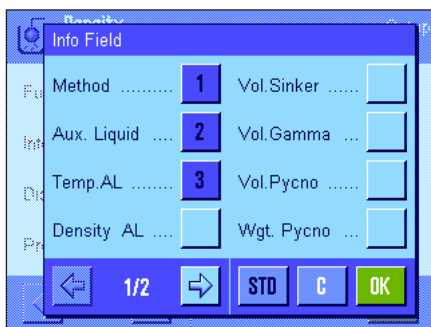 Density
Info Field
Method .......... 1 Vol.Sinker ......
Aux. Liquid .... 2 Vol.Gamma ...
Temp.AL ........ 3 Vol.Pycno ......
Density AL .... Wgt. Pycno ...
1/2 STD C OK